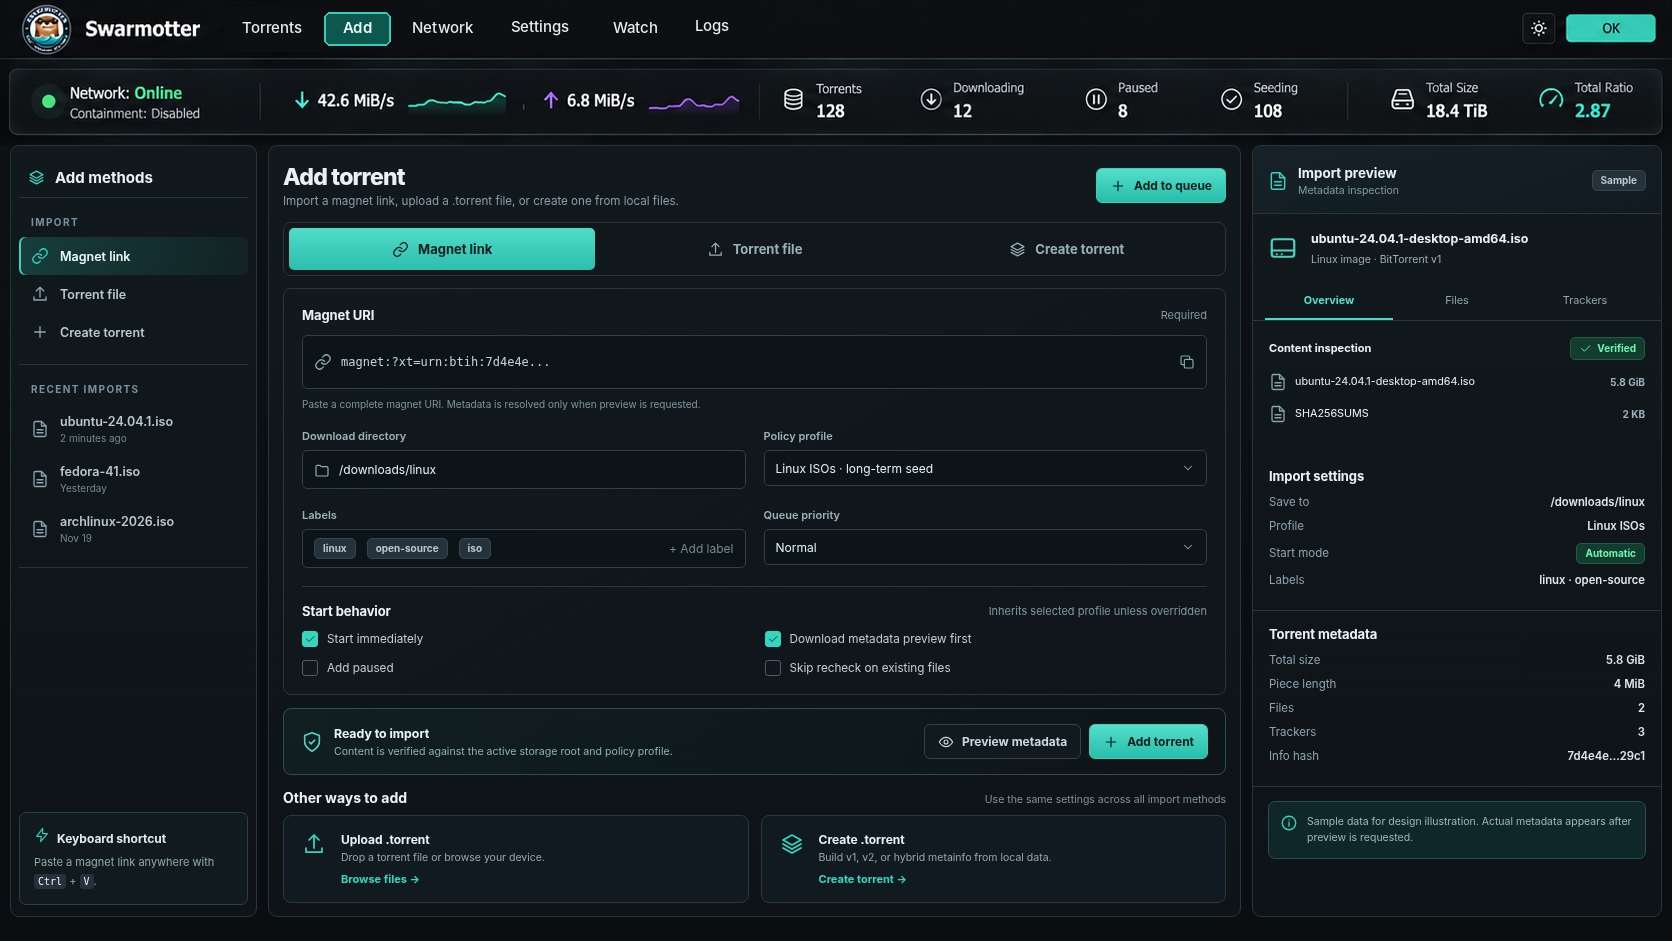 Swarmotter
Torrents
Add
Network
Settings
Watch
Logs
OK
Network: Online
Containment: Disabled
42.6 MiB/s
6.8 MiB/s
Torrents
128
Downloading
12
Paused
8
Seeding
108
Total Size
18.4 TiB
Total Ratio
2.87
Add methods
IMPORT
Magnet link
Torrent file
Create torrent
RECENT IMPORTS
ubuntu-24.04.1.iso
2 minutes ago
fedora-41.iso
Yesterday
archlinux-2026.iso
Nov 19
Keyboard shortcut
Paste a magnet link anywhere with
Ctrl + V.
Add torrent
Import a magnet link, upload a .torrent file, or create one from local files.
Add to queue
Magnet link
Torrent file
Create torrent
Magnet URI
Required
magnet:?xt=urn:btih:7d4e4e...
Paste a complete magnet URI. Metadata is resolved only when preview is requested.
Download directory
/downloads/linux
Policy profile
Linux ISOs · long-term seed
Labels
linux open-source iso + Add label
Queue priority
Normal
Start behavior
Inherits selected profile unless overridden
Start immediately
Download metadata preview first
Add paused
Skip recheck on existing files
Ready to import
Content is verified against the active storage root and policy profile.
Preview metadata
Add torrent
Other ways to add
Use the same settings across all import methods
Upload .torrent
Drop a torrent file or browse your device.
Browse files →
Create .torrent
Build v1, v2, or hybrid metainfo from local data.
Create torrent →
Import preview
Metadata inspection
Sample
ubuntu-24.04.1-desktop-amd64.iso
Linux image · BitTorrent v1
Overview
Files
Trackers
Content inspection
Verified
ubuntu-24.04.1-desktop-amd64.iso 5.8 GiB
SHA256SUMS 2 KB
Import settings
Save to /downloads/linux
Profile Linux ISOs
Start mode Automatic
Labels linux · open-source
Torrent metadata
Total size 5.8 GiB
Piece length 4 MiB
Files 2
Trackers 3
Info hash 7d4e4e...29c1
Sample data for design illustration. Actual metadata appears after
preview is requested.